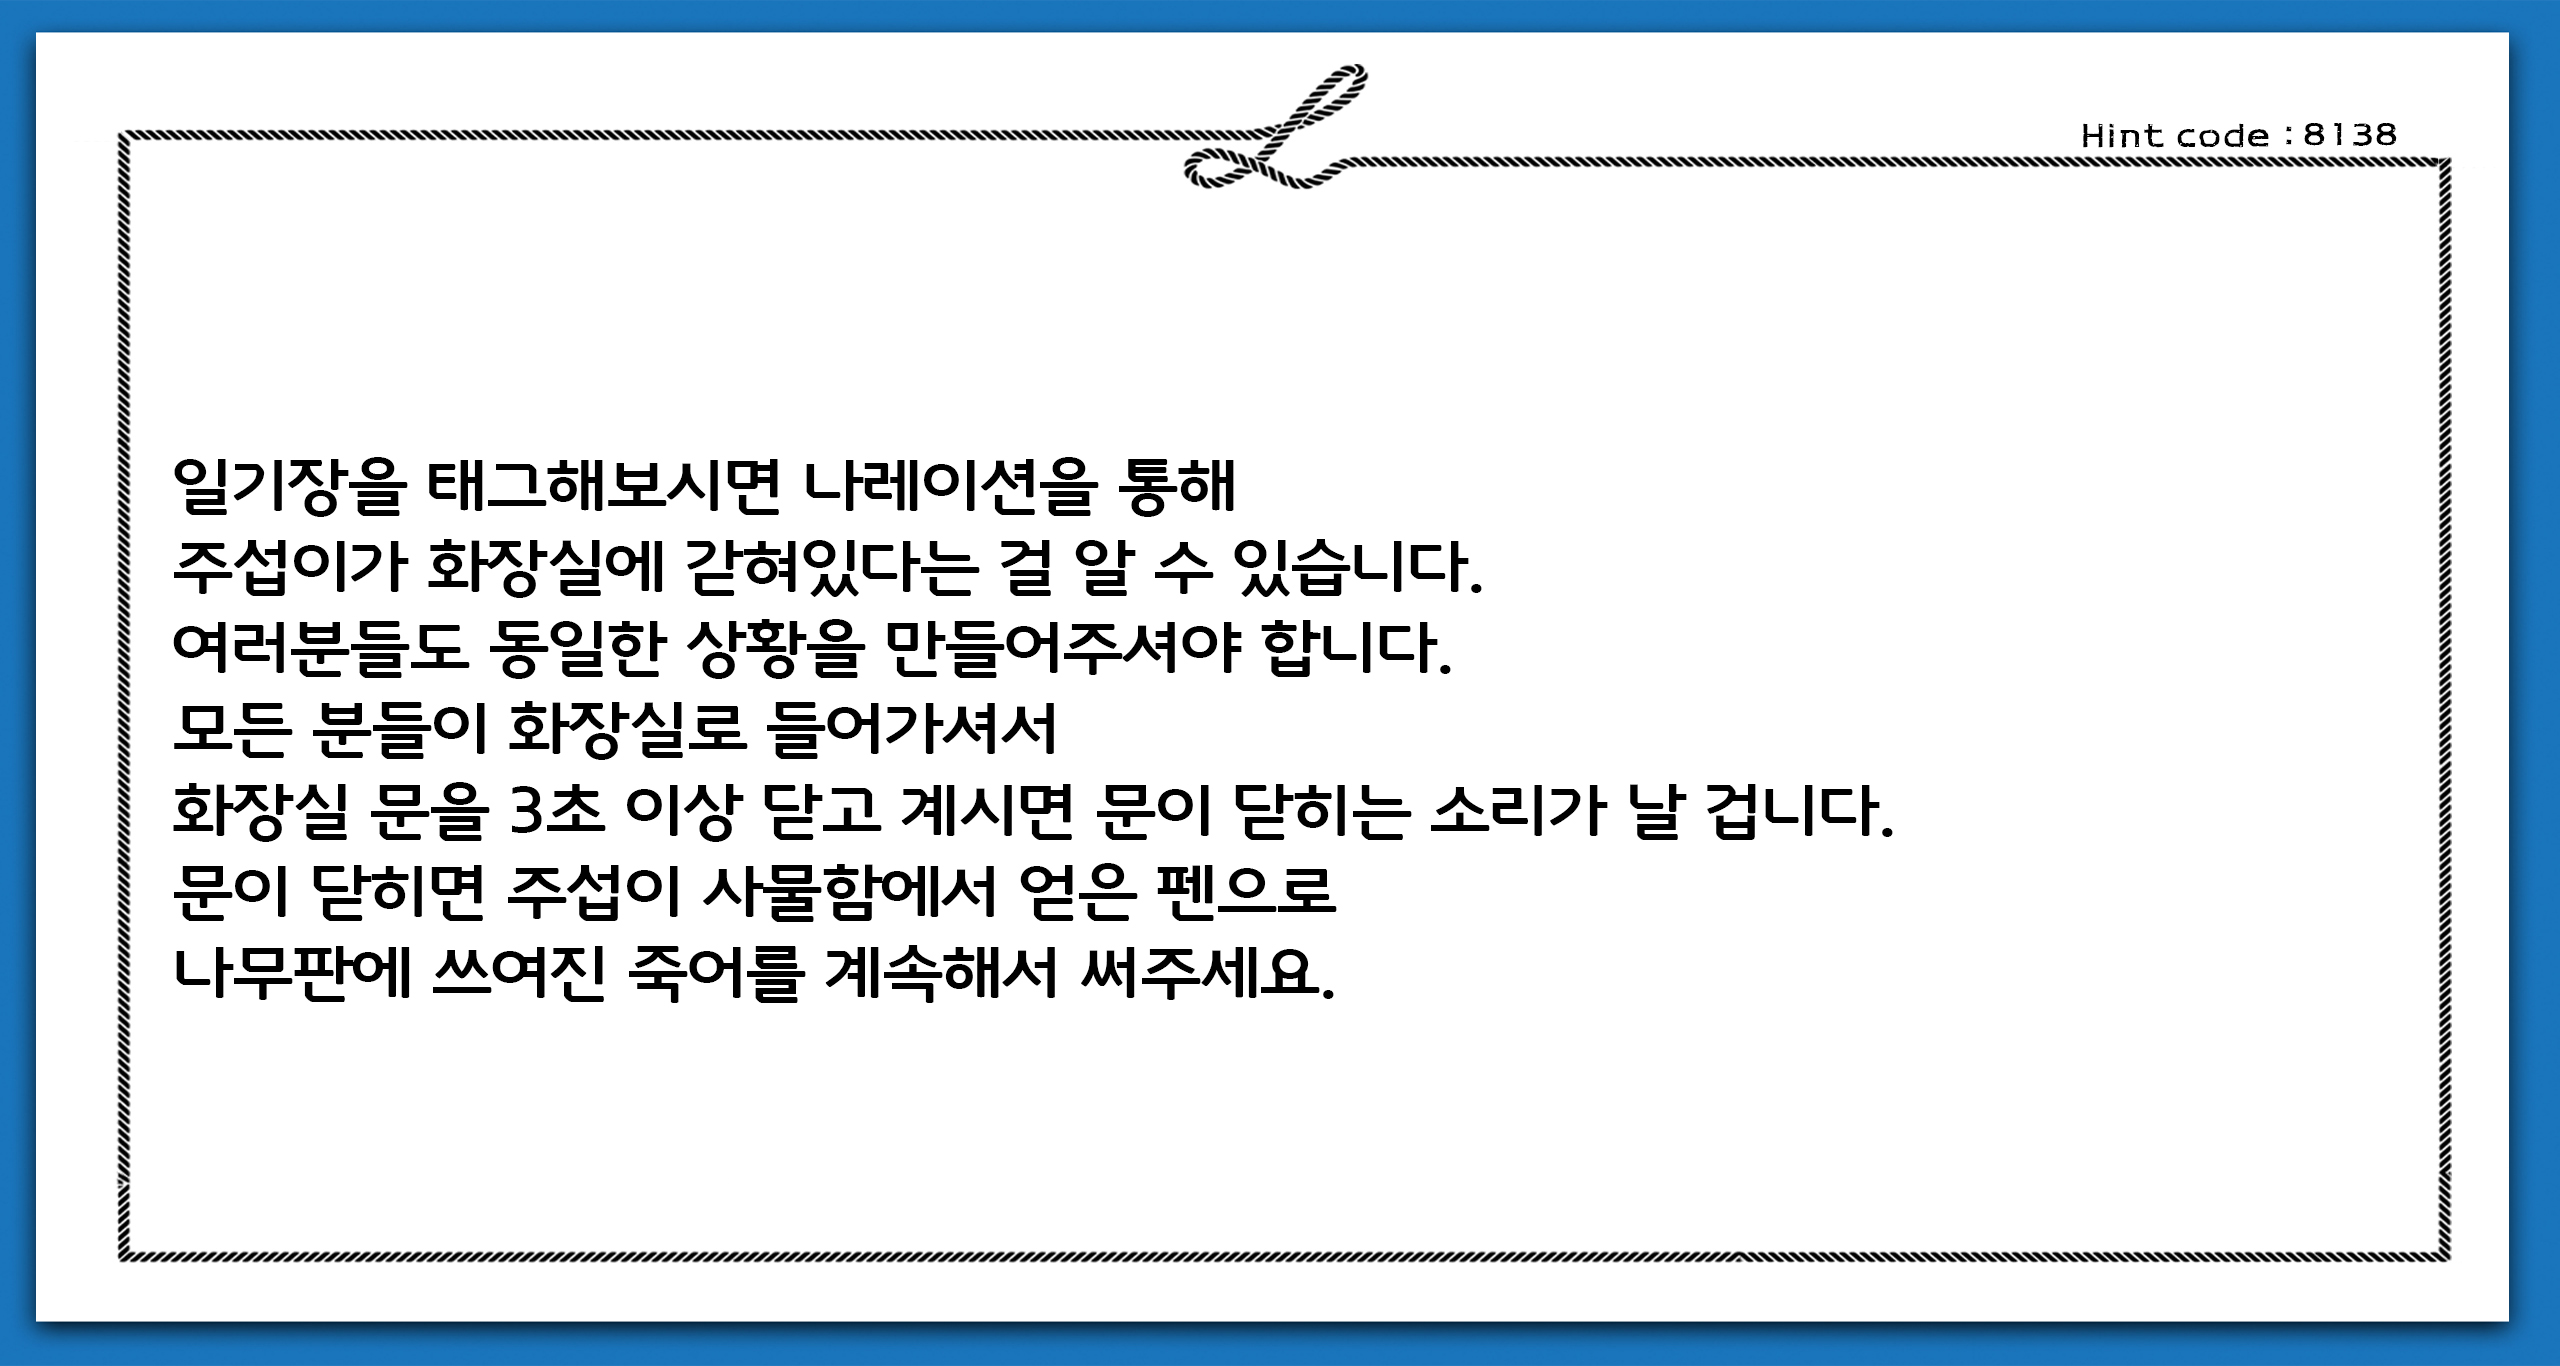 Hint code : 8138
일기장을 태그해보시면 나레이션을 통해
주섭이가 화장실에 갇혀있다는 걸 알 수 있습니다.
여러분들도 동일한 상황을 만들어주셔야 합니다.
모든 분들이 화장실로 들어가셔서
화장실 문을 3초 이상 닫고 계시면 문이 닫히는 소리가 날 겁니다.
문이 닫히면 주섭이 사물함에서 얻은 펜으로
나무판에 쓰여진 죽어를 계속해서 써주세요.